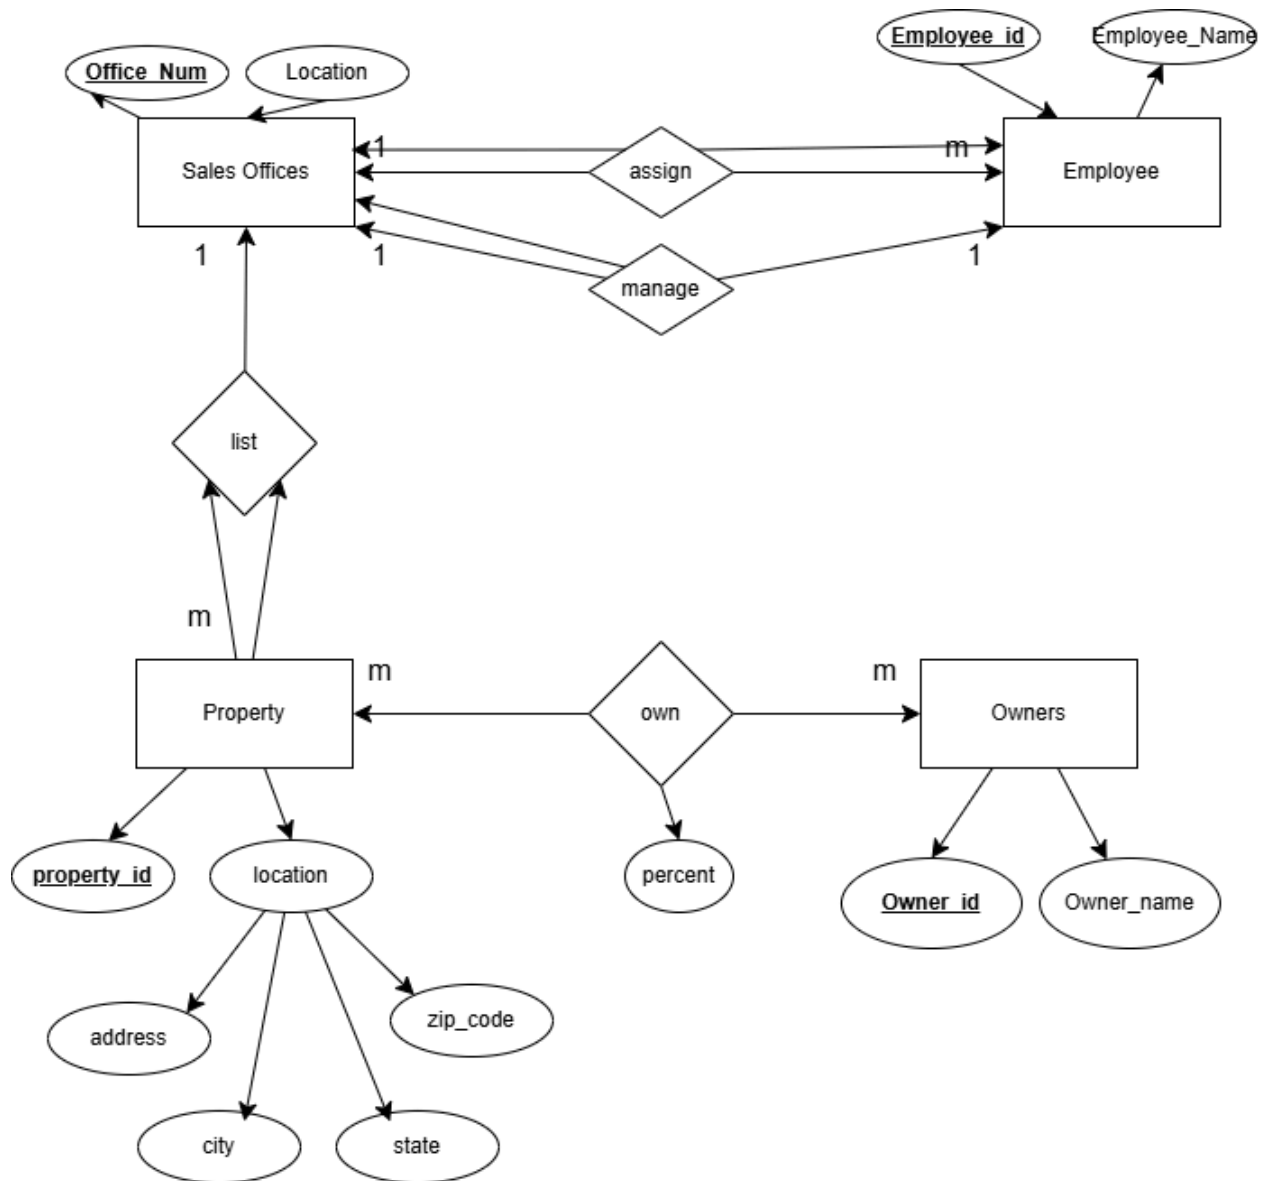 Employee_id
Employee_Name
Office_Num
Location
1
m
Sales Offices
assign
Employee
1
1
1
manage
list
m
m
m
Property
own
Owners
property_id
location
percent
Owner_id
Owner_name
address
zip_code
city
state